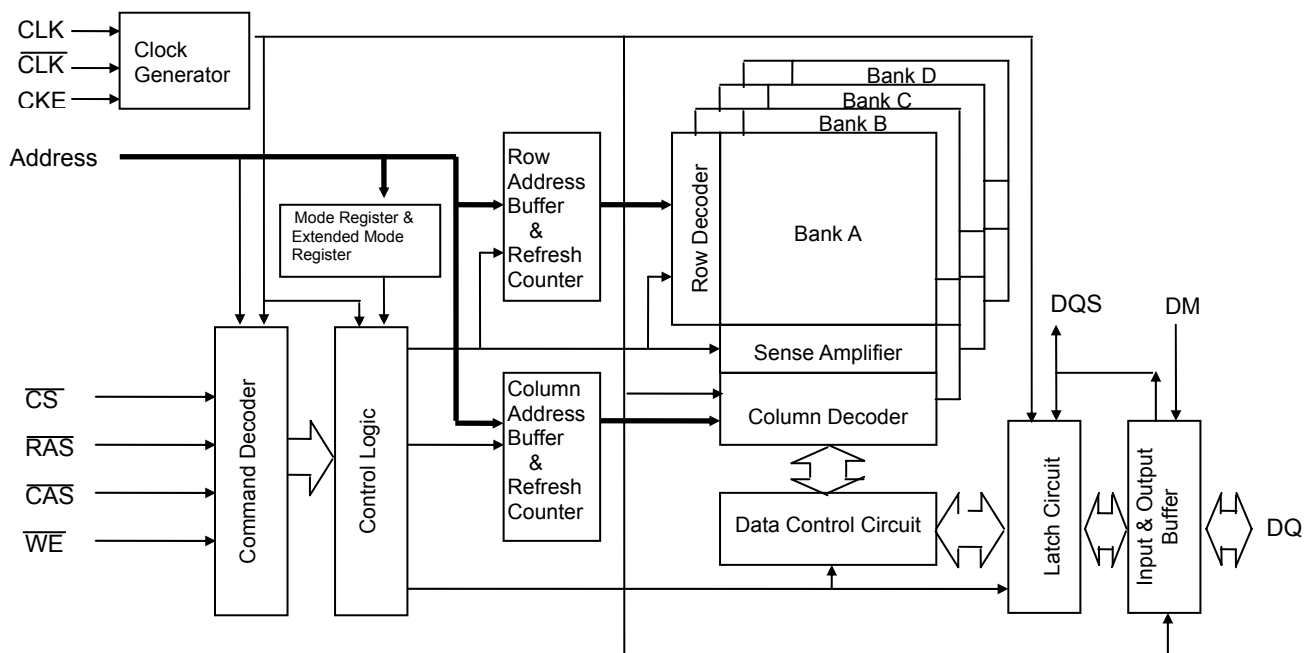 CLK
CLK
CKE
Clock
Generator
Address
Mode Register &
Extended Mode
Register
Row
Address
Buffer
&
Refresh
Counter
Row Decoder
Bank D
Bank C
Bank B
Bank A
Sense Amplifier
Column Decoder
Column
Address
Buffer
&
Refresh
Counter
CS
RAS
CAS
WE
Command Decoder
Control Logic
Data Control Circuit
DQS
DM
Latch Circuit
Input & Output
Buffer
DQ